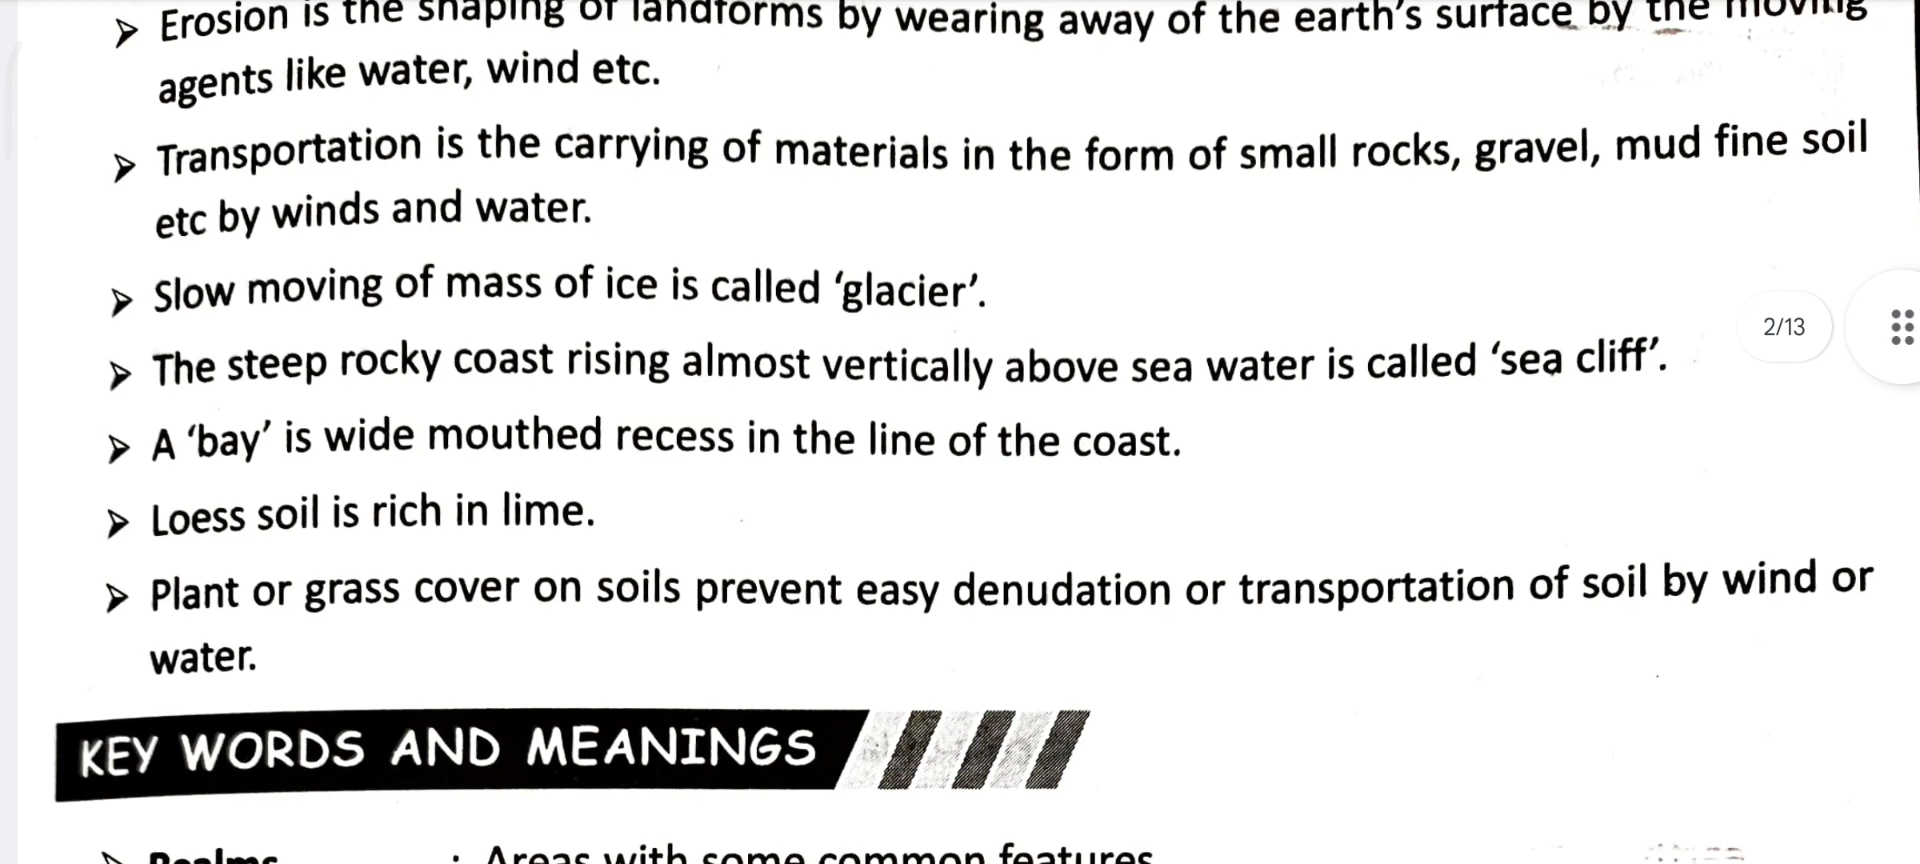 ➢ Erosion is the shaping of landforms by wearing away of the earth's surface by the moving
agents like water, wind etc.
➢ Transportation is the carrying of materials in the form of small rocks, gravel, mud fine soil
etc by winds and water.
➢ Slow moving of mass of ice is called ‘glacier’.
2/13
➢ The steep rocky coast rising almost vertically above sea water is called ‘sea cliff’.
➢ A ‘bay’ is wide mouthed recess in the line of the coast.
➢ Loess soil is rich in lime.
➢ Plant or grass cover on soils prevent easy denudation or transportation of soil by wind or
water.
KEY WORDS AND MEANINGS
➢ Realms : Areas with some common features